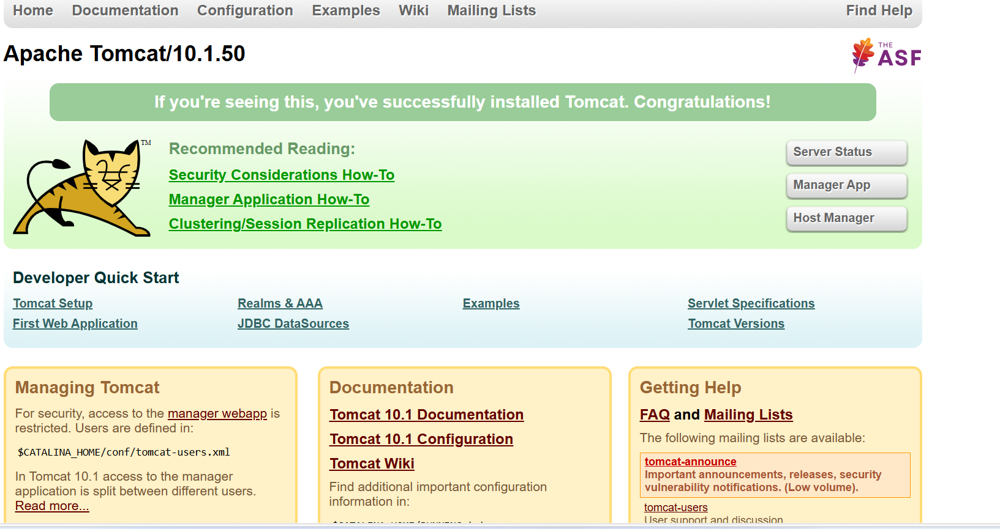 Home Documentation Configuration Examples Wiki Mailing Lists Find Help
Apache Tomcat/10.1.50
THE
ASF
If you're seeing this, you've successfully installed Tomcat. Congratulations!
TM
Recommended Reading:
Security Considerations How-To
Manager Application How-To
Clustering/Session Replication How-To
Server Status
Manager App
Host Manager
Developer Quick Start
Tomcat Setup
First Web Application
Realms & AAA
JDBC DataSources
Examples
Servlet Specifications
Tomcat Versions
Managing Tomcat
For security, access to the manager webapp is
restricted. Users are defined in:
$CATALINA_HOME/conf/tomcat-users.xml
In Tomcat 10.1 access to the manager
application is split between different users.
Read more...
Documentation
Tomcat 10.1 Documentation
Tomcat 10.1 Configuration
Tomcat Wiki
Find additional important configuration
information in:
Getting Help
FAQ and Mailing Lists
The following mailing lists are available:
tomcat-announce
Important announcements, releases, security
vulnerability notifications. (Low volume).
tomcat-users
User support and discussion